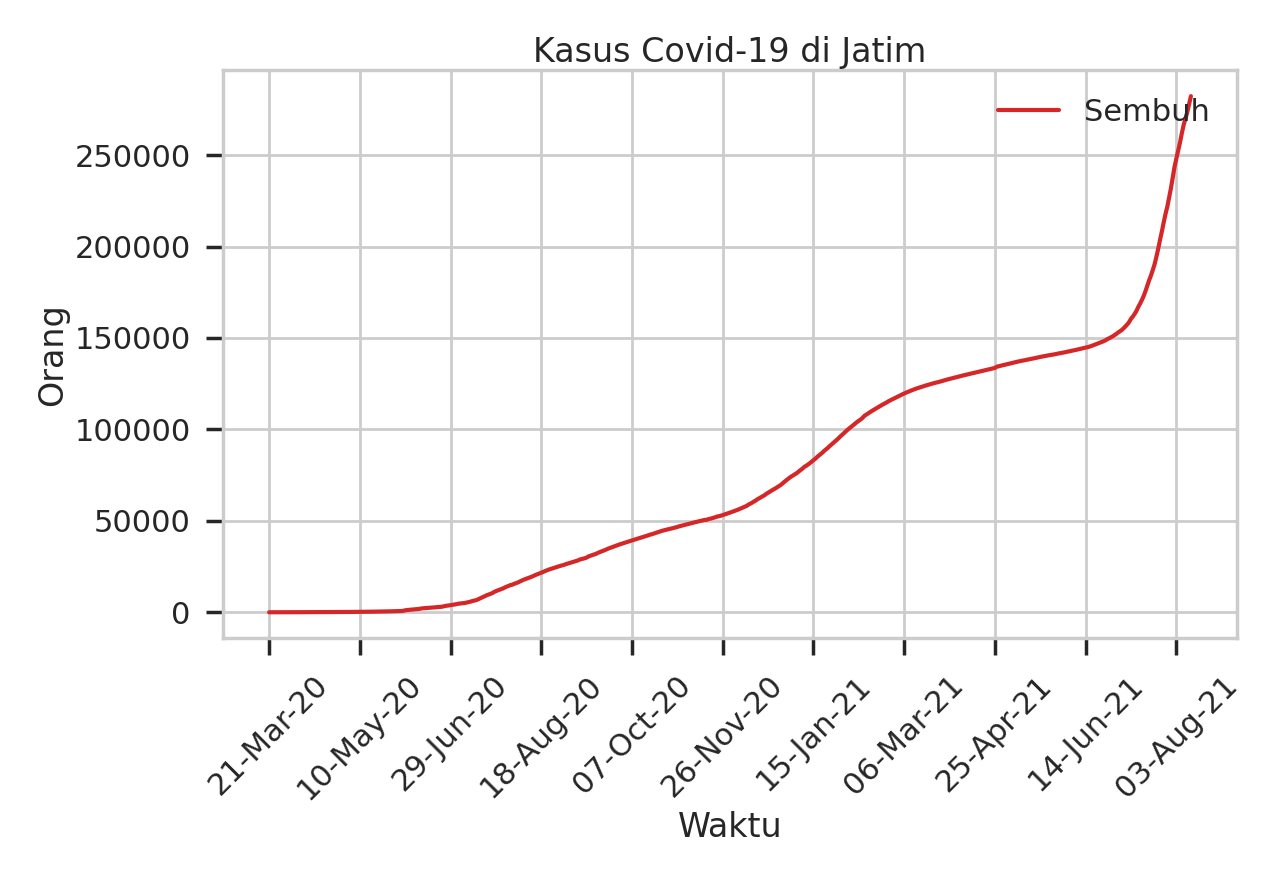 Kasus Covid-19 di Jatim
Sembuh
250000
200000
150000
100000
50000
0
Orang
21-Mar-20
10-May-20
29-Jun-20
18-Aug-20
07-Oct-20
26-Nov-20
15-Jan-21
06-Mar-21
25-Apr-21
14-Jun-21
03-Aug-21
Waktu